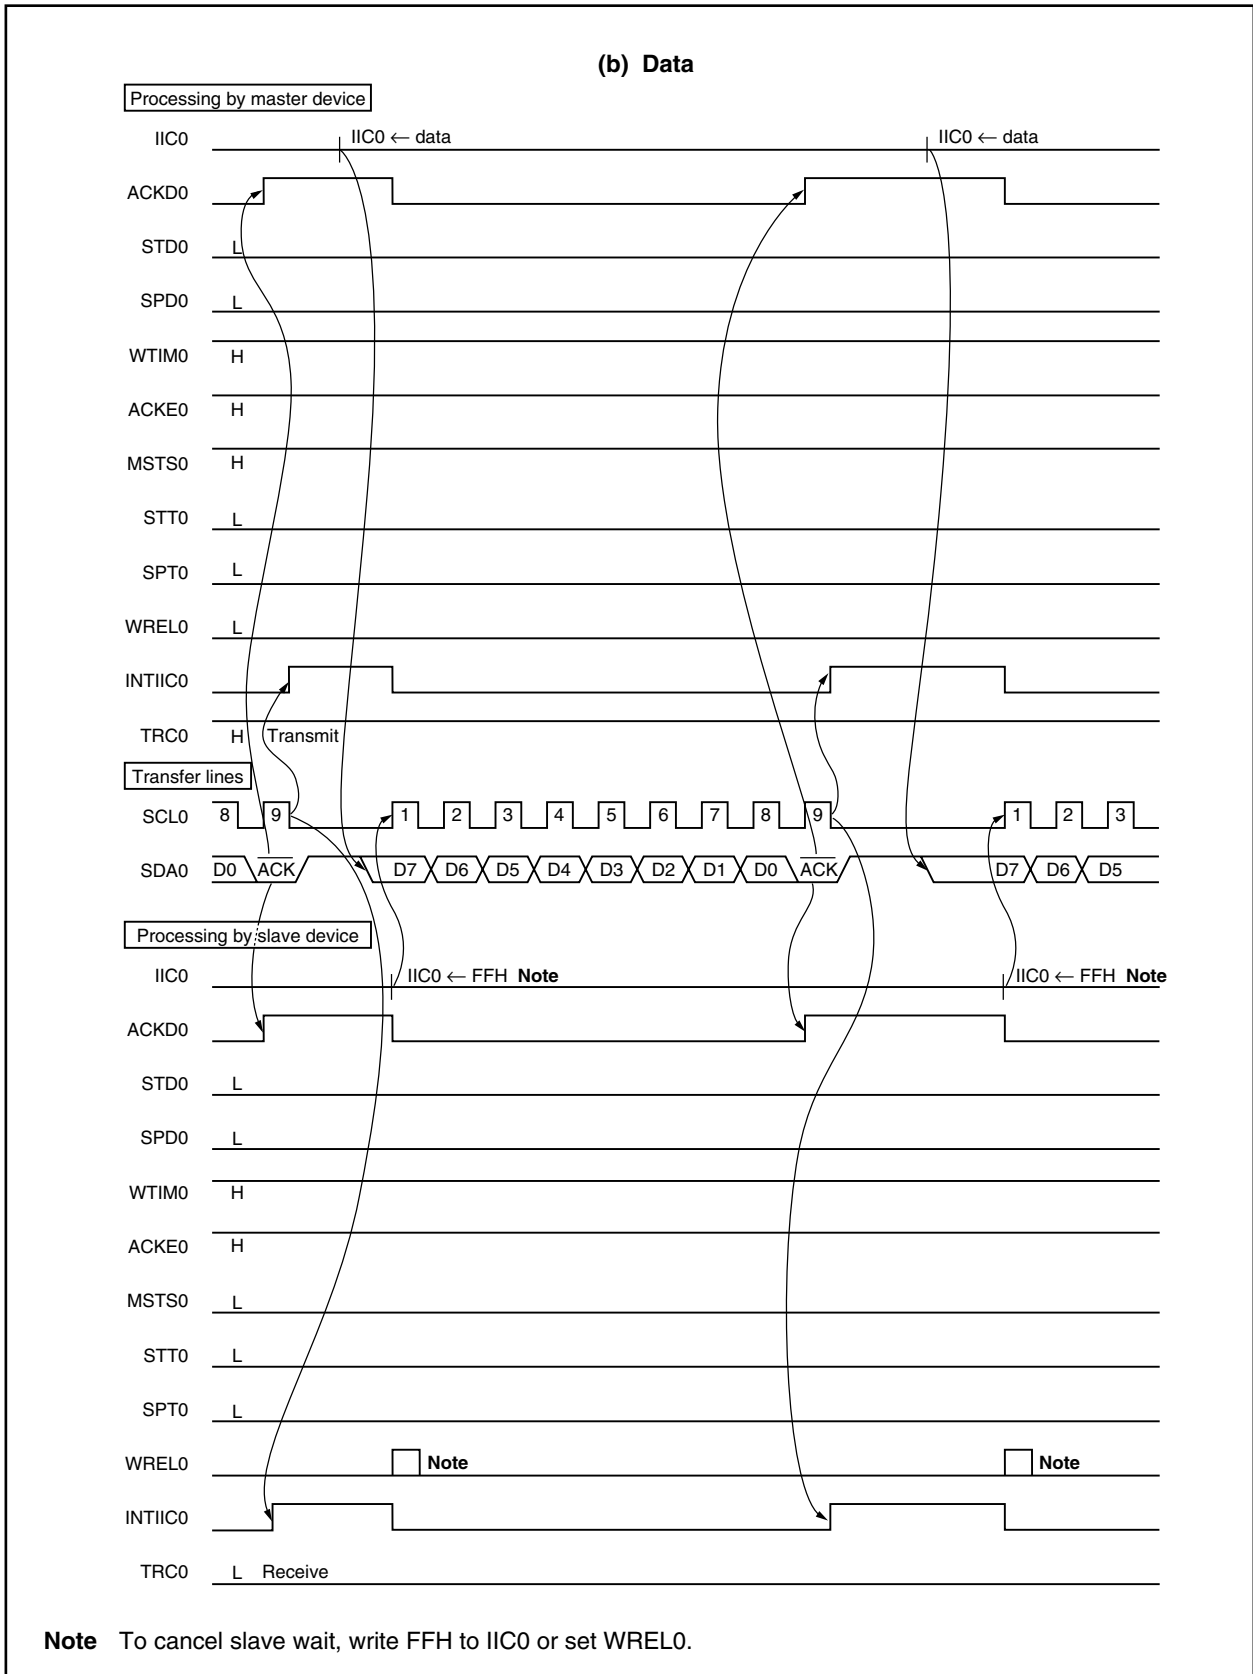 (b) Data
Processing by master device
IIC0 IIC0 ← data IIC0 ← data
ACKD0
STD0 L
SPD0 L
WTIM0 H
ACKE0 H
MSTS0 H
STT0 L
SPT0 L
WREL0 L
INTIIC0
TRC0 H Transmit
Transfer lines
SCL0 8 9 1 2 3 4 5 6 7 8 9 1 2 3
SDA0 D0 ACK D7 D6 D5 D4 D3 D2 D1 D0 ACK D7 D6 D5
Processing by slave device
IIC0 IIC0 ← FFH Note IIC0 ← FFH Note
ACKD0
STD0 L
SPD0 L
WTIM0 H
ACKE0 H
MSTS0 L
STT0 L
SPT0 L
WREL0 Note Note
INTIIC0
TRC0 L Receive
Note To cancel slave wait, write FFH to IIC0 or set WREL0.